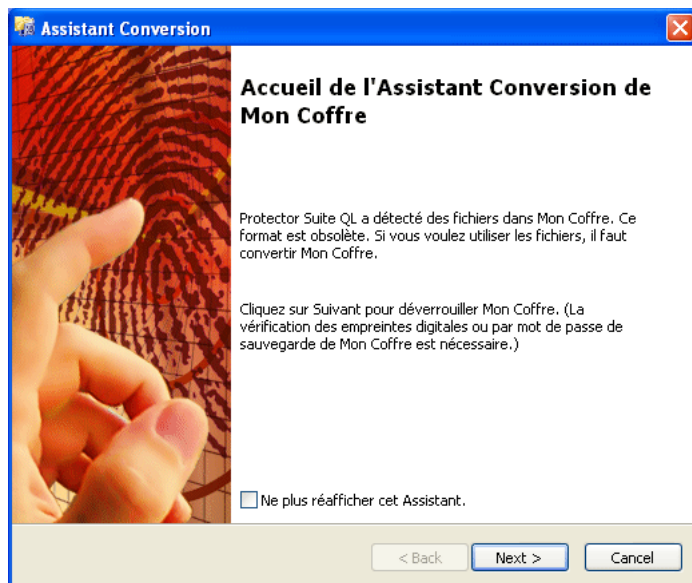 Assistant Conversion
Accueil de l'Assistant Conversion de
Mon Coffre
Protector Suite QL a détecté des fichiers dans Mon Coffre. Ce
format est obsolète. Si vous voulez utiliser les fichiers, il faut
convertir Mon Coffre.
Cliquez sur Suivant pour déverrouiller Mon Coffre. (La
vérification des empreintes digitales ou par mot de passe de
sauvegarde de Mon Coffre est nécessaire.)
Ne plus réafficher cet Assistant.
< Back Next > Cancel